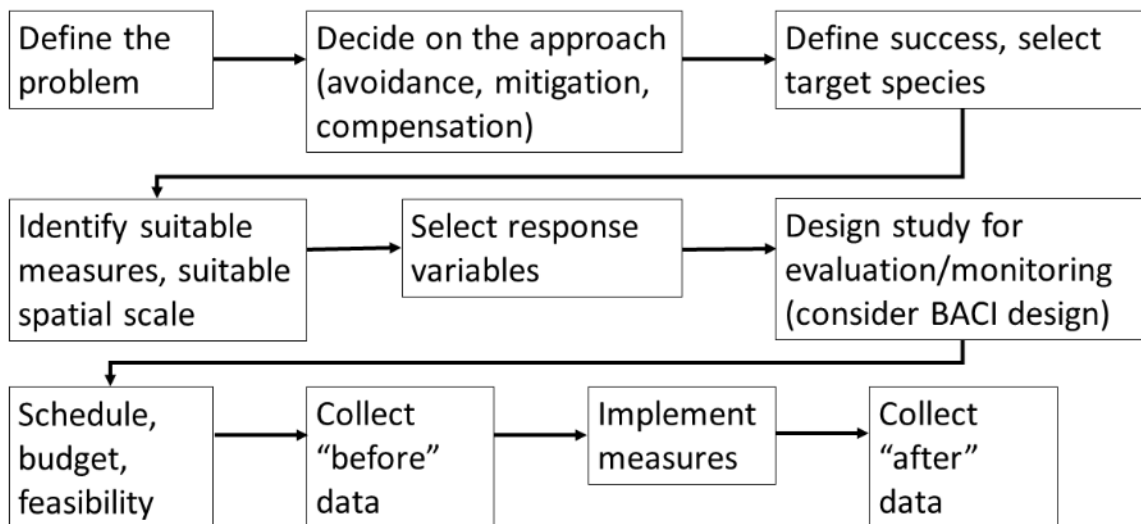 Define the
problem
Decide on the approach
(avoidance, mitigation,
compensation)
Define success, select
target species
Identify suitable
measures, suitable
spatial scale
Select response
variables
Design study for
evaluation/monitoring
(consider BACI design)
Schedule,
budget,
feasibility
Collect
“before”
data
Implement
measures
Collect
“after”
data